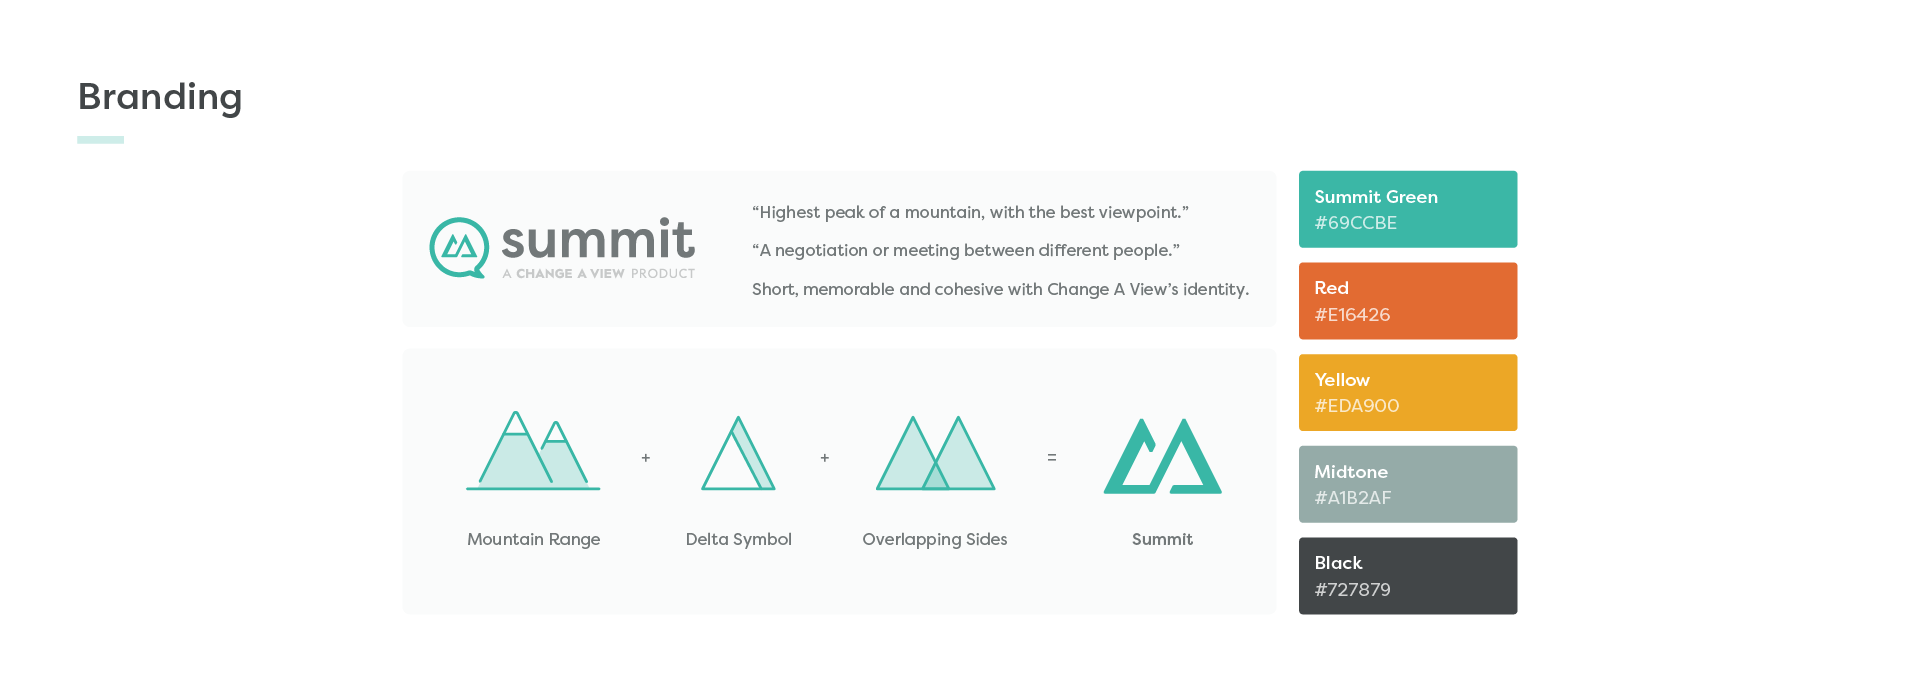 Branding
summit
A CHANGE A VIEW PRODUCT
“Highest peak of a mountain, with the best viewpoint.”
“A negotiation or meeting between different people.”
Short, memorable and cohesive with Change A View’s identity.
Mountain Range
+
Delta Symbol
+
Overlapping Sides
=
Summit
Summit Green
#69CCBE
Red
#E16426
Yellow
#EDA900
Midtone
#A1B2AF
Black
#727879